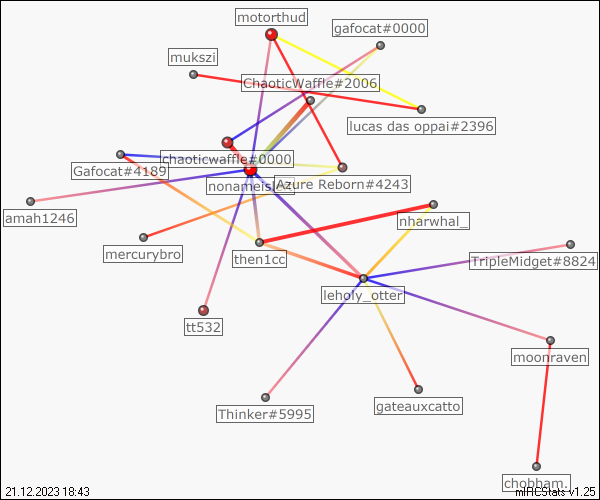 motorthud
gafocat#0000
mukszi
ChaoticWaffle#2006
lucas das oppai#2396
chaoticwaffle#0000
Gafocat#4189
Azure Reborn#4243
amah1246
nharwhal_
mercurybro
then1cc
TripleMidget#8824
leholy_otter
tt532
moonraven
gateauxcatto
Thinker#5995
chobham.
21.12.2023 18:43
mIRCStats v1.25